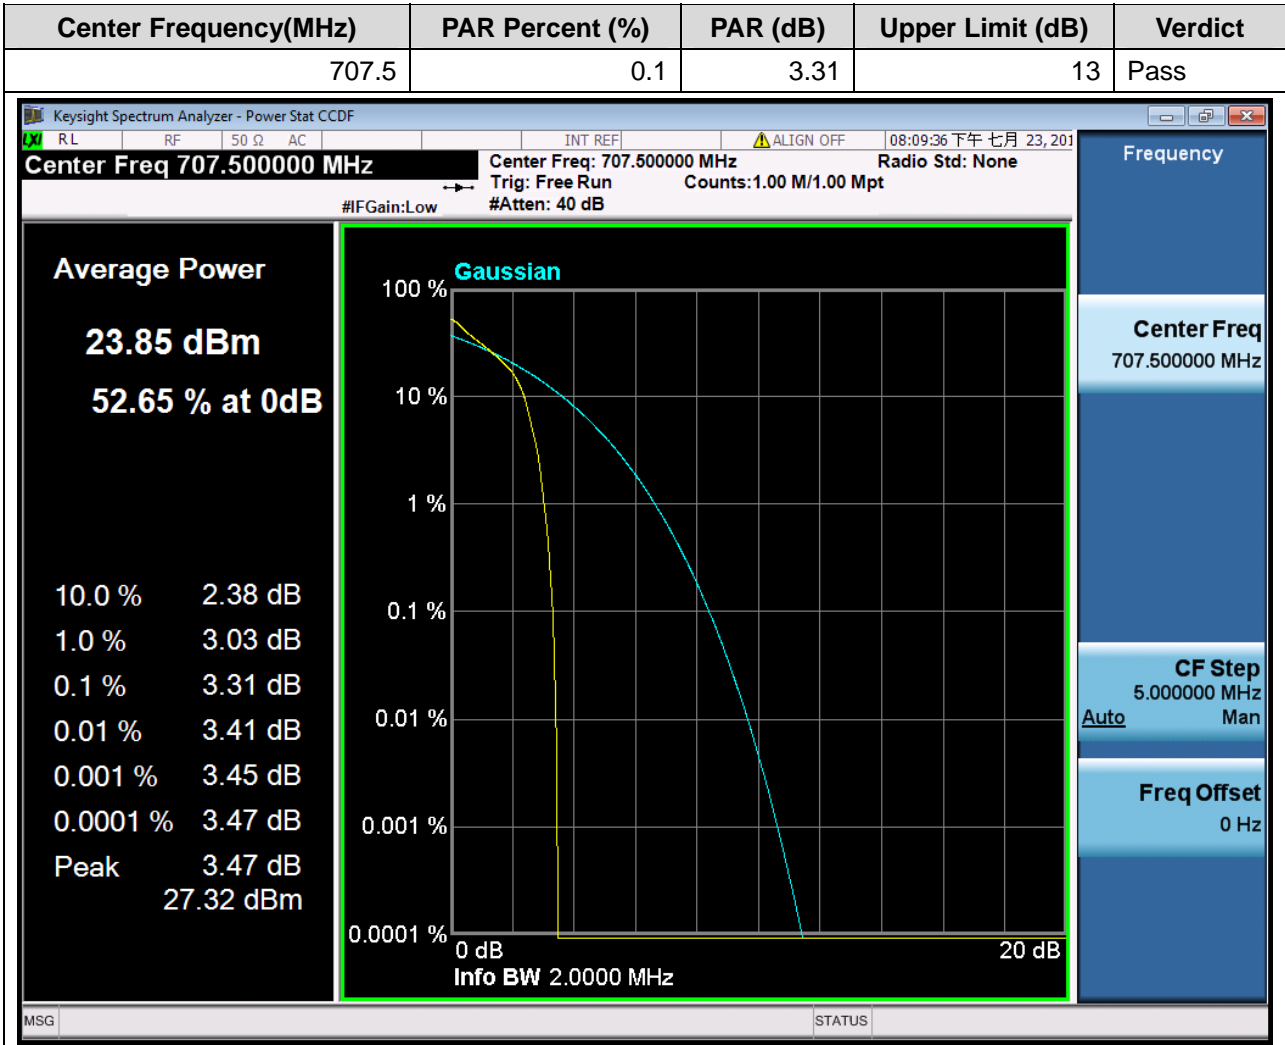 Center Frequency(MHz) PAR Percent (%) PAR (dB) Upper Limit (dB) Verdict
707.5 0.1 3.31 13 Pass
Keysight Spectrum Analyzer - Power Stat CCDF
LXI RL RF 50 Ω AC INT REF ALIGN OFF 08:09:36 下午 七月 23, 201
Center Freq 707.500000 MHz
Center Freq: 707.500000 MHz Radio Std: None
Trig: Free Run Counts:1.00 M/1.00 Mpt
#IFGain:Low #Atten: 40 dB
Frequency
Average Power
23.85 dBm
52.65 % at 0dB
10.0 % 2.38 dB
1.0 % 3.03 dB
0.1 % 3.31 dB
0.01 % 3.41 dB
0.001 % 3.45 dB
0.0001 % 3.47 dB
Peak 3.47 dB
27.32 dBm
Gaussian
100 %
10 %
1 %
0.1 %
0.01 %
0.001 %
0.0001 %
0 dB 20 dB
Info BW 2.0000 MHz
Center Freq
707.500000 MHz
CF Step
5.000000 MHz
Auto Man
Freq Offset
0 Hz
MSG STATUS